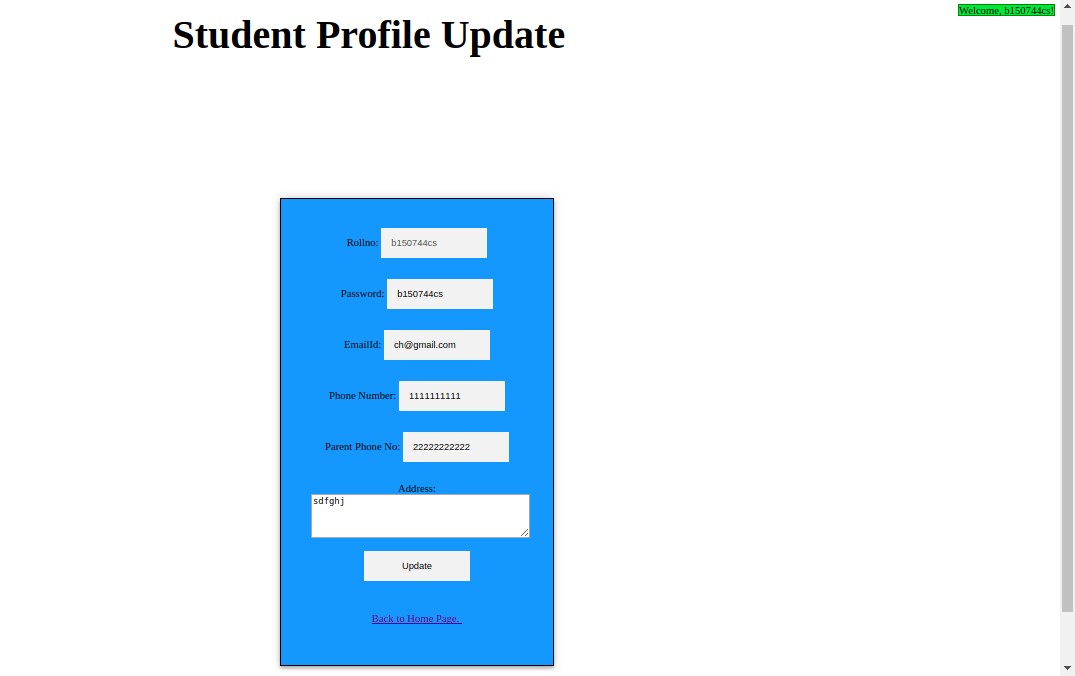 Welcome, b150744cs!
Student Profile Update
Rollno: b150744cs
Password: b150744cs
EmailId: ch@gmail.com
Phone Number: 1111111111
Parent Phone No: 22222222222
Address:
sdfghj
Update
Back to Home Page.